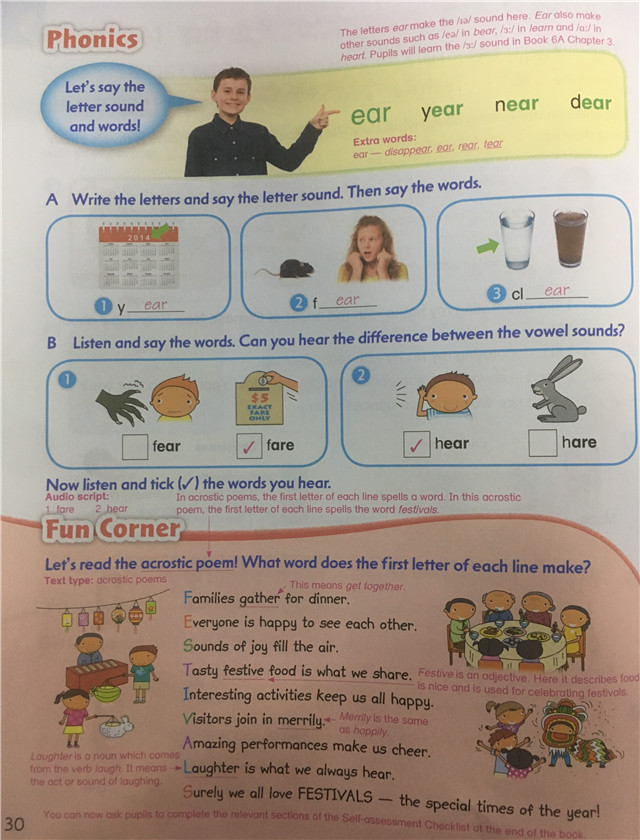 Phonics
The letters ear make the /ɪə/ sound here. Ear also make
other sounds such as /eə/ in bear, /ɜː/ in learn and /ɑː/ in
heart. Pupils will learn the /ɜː/ sound in Book 6A Chapter 3.
Let's say the
letter sound
and words!
ear year near dear
Extra words:
ear — disappear, ear, rear, tear
A Write the letters and say the letter sound. Then say the words.
2014
1 y ear
2 f ear
3 cl ear
B Listen and say the words. Can you hear the difference between the vowel sounds?
1
2
$5
EXACT
FARE
ONLY
fear ✓ fare
✓ hear hare
Now listen and tick (✓) the words you hear.
Audio script:
1 fare 2 hear
In acrostic poems, the first letter of each line spells a word. In this acrostic
poem, the first letter of each line spells the word festivals.
Fun Corner
Let's read the acrostic poem! What word does the first letter of each line make?
Text type: acrostic poems
This means get together.
Families gather for dinner.
Everyone is happy to see each other.
Sounds of joy fill the air.
Tasty festive food is what we share.
Festive is an adjective. Here it describes food
is nice and is used for celebrating festivals.
Interesting activities keep us all happy.
Visitors join in merrily.
Merrily is the same
as happily.
Amazing performances make us cheer.
Laughter is a noun which comes
from the verb laugh. It means
the act or sound of laughing.
Laughter is what we always hear.
Surely we all love FESTIVALS — the special times of the year!
30
You can now ask pupils to complete the relevant sections of the Self-assessment Checklist at the end of the book.